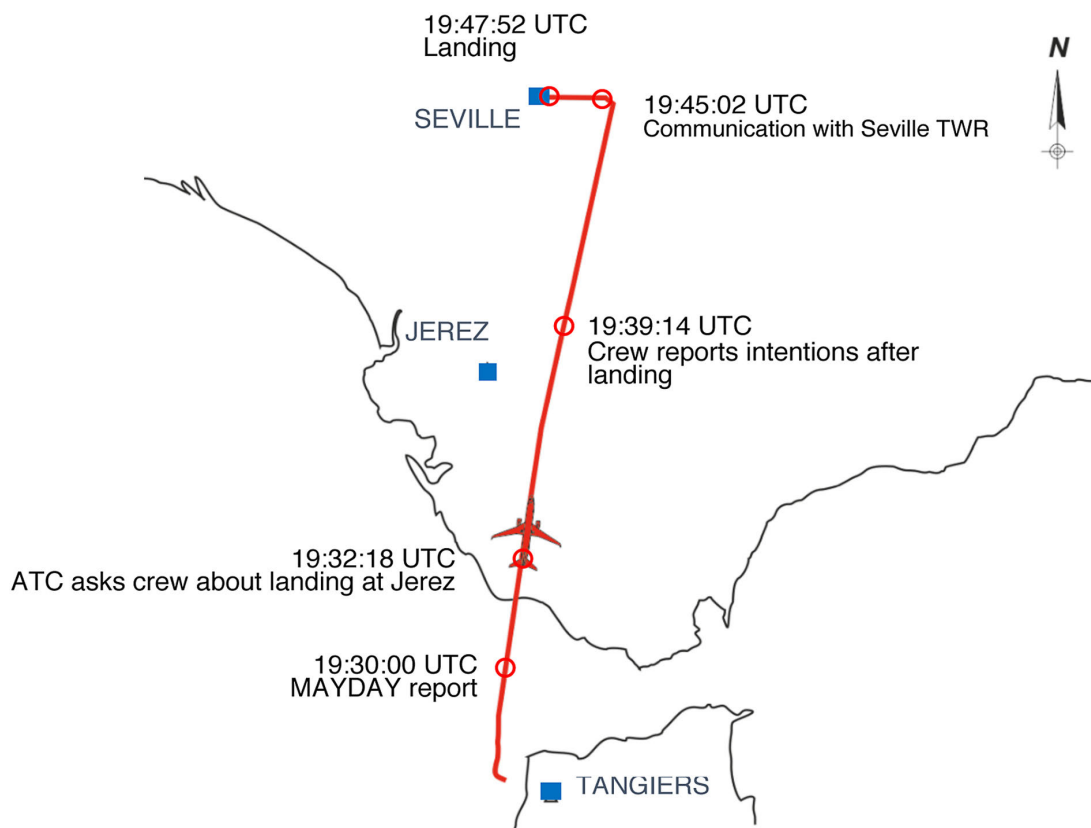 19:47:52 UTC
Landing
N
SEVILLE
19:45:02 UTC
Communication with Seville TWR
JEREZ
19:39:14 UTC
Crew reports intentions after
landing
19:32:18 UTC
ATC asks crew about landing at Jerez
19:30:00 UTC
MAYDAY report
TANGIERS